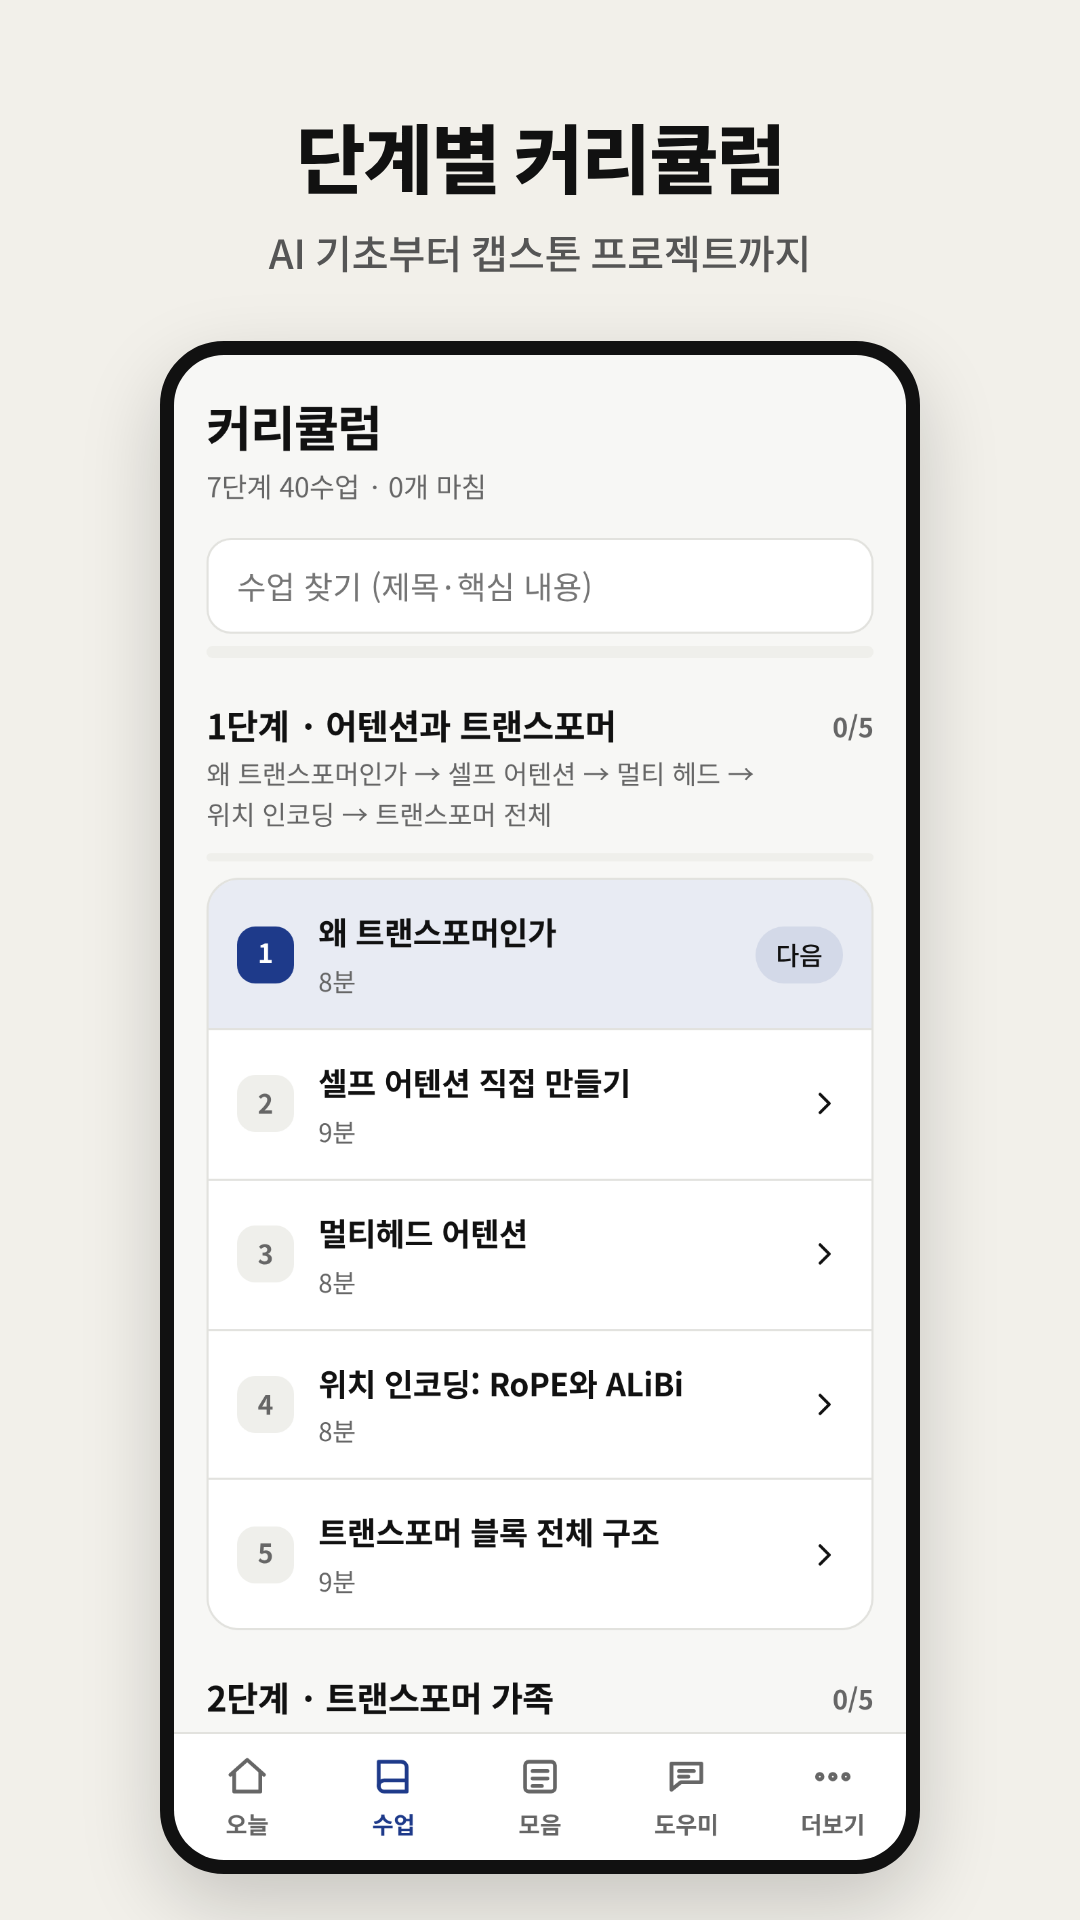 단계별 커리큘럼
AI 기초부터 캡스톤 프로젝트까지
커리큘럼
7단계 40수업 · 0개 마침
수업 찾기 (제목·핵심 내용)
1단계 · 어텐션과 트랜스포머
0/5
왜 트랜스포머인가 → 셀프 어텐션 → 멀티 헤드 →
위치 인코딩 → 트랜스포머 전체
1
왜 트랜스포머인가
8분
다음
2
셀프 어텐션 직접 만들기
9분
3
멀티헤드 어텐션
8분
4
위치 인코딩: RoPE와 ALiBi
8분
5
트랜스포머 블록 전체 구조
9분
2단계 · 트랜스포머 가족
0/5
오늘
수업
모음
도우미
더보기